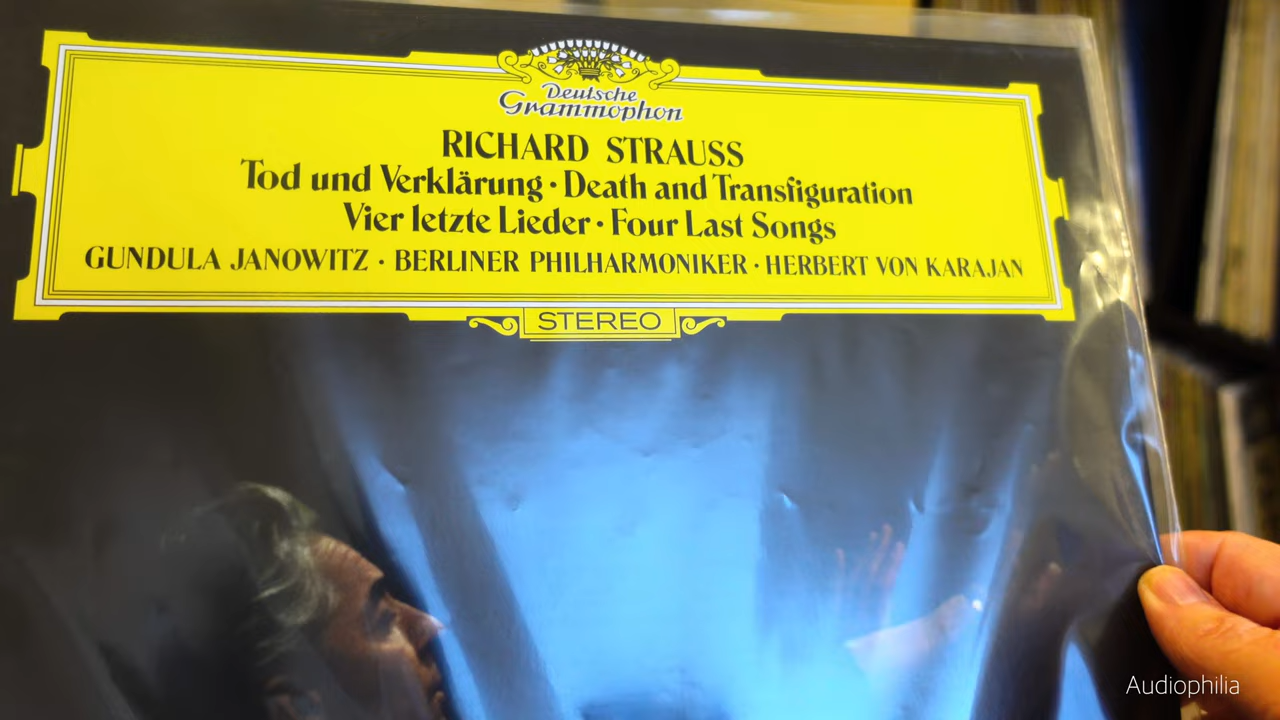 Deutsche
Grammophon
RICHARD STRAUSS
Tod und Verklärung · Death and Transfiguration
Vier letzte Lieder · Four Last Songs
GUNDULA JANOWITZ · BERLINER PHILHARMONIKER · HERBERT VON KARAJAN
STEREO
Audiophilia